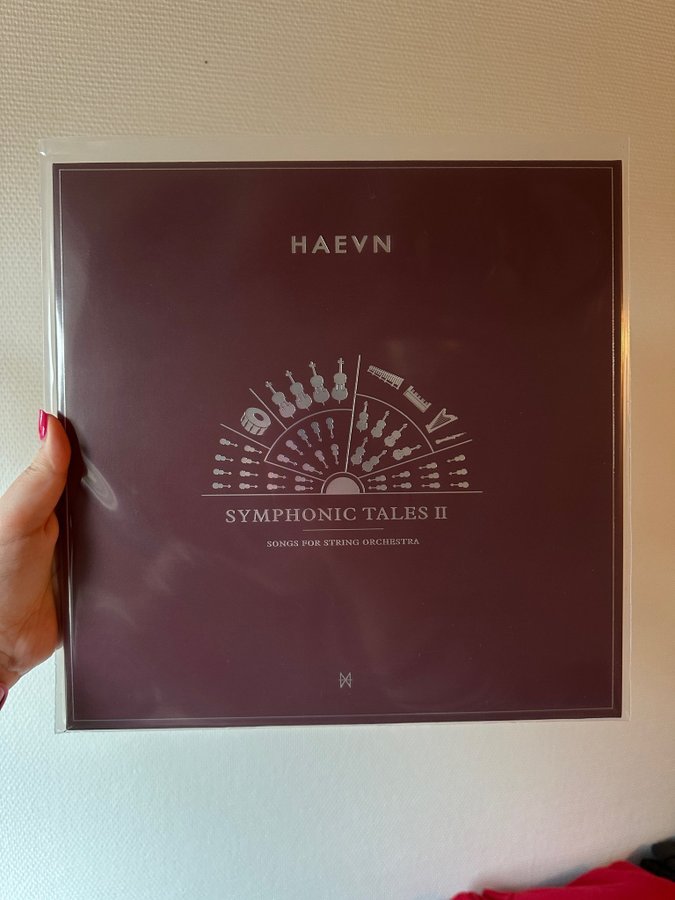 HAEVN
SYMPHONIC TALES II
SONGS FOR STRING ORCHESTRA